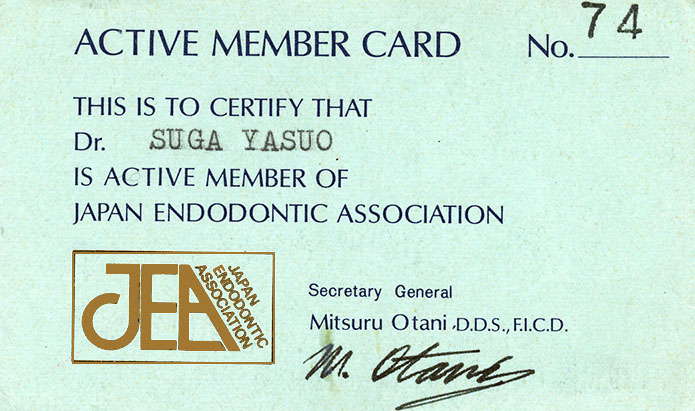 ACTIVE MEMBER CARD No. 74
THIS IS TO CERTIFY THAT
Dr. SUGA YASUO
IS ACTIVE MEMBER OF
JAPAN ENDODONTIC ASSOCIATION
JEA
JAPAN
ENDODONTIC
ASSOCIATION
Secretary General
Mitsuru Otani, D.D.S., F.I.C.D.
M. Otani